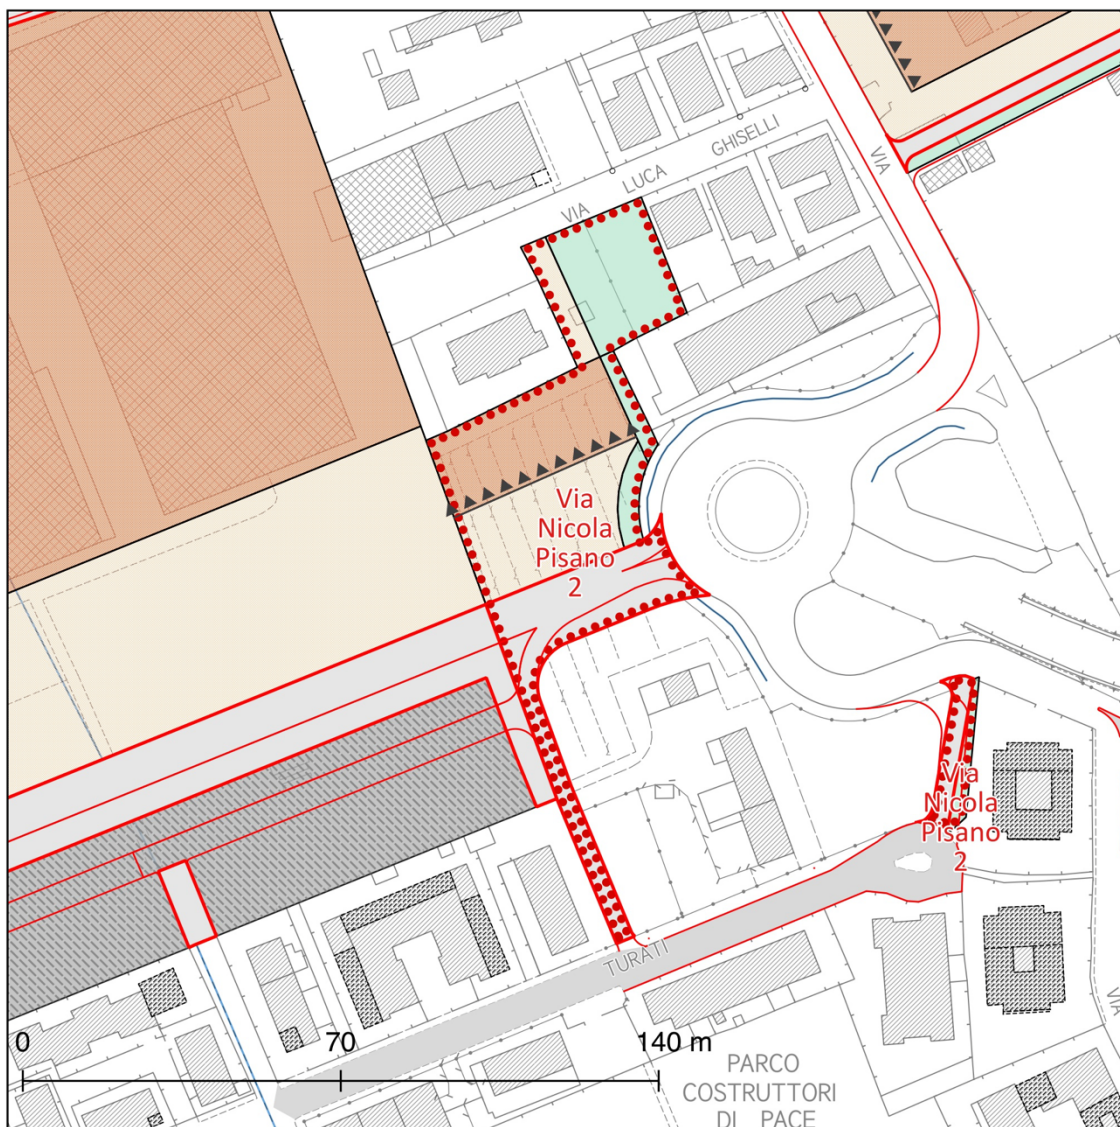 VIA LUCA GHISELLI
VIA
Via
Nicola
Pisano
2
Via
Nicola
Pisano
2
TURATI
VIA
0 70 140 m
PARCO
COSTRUTTORI
DI PACE